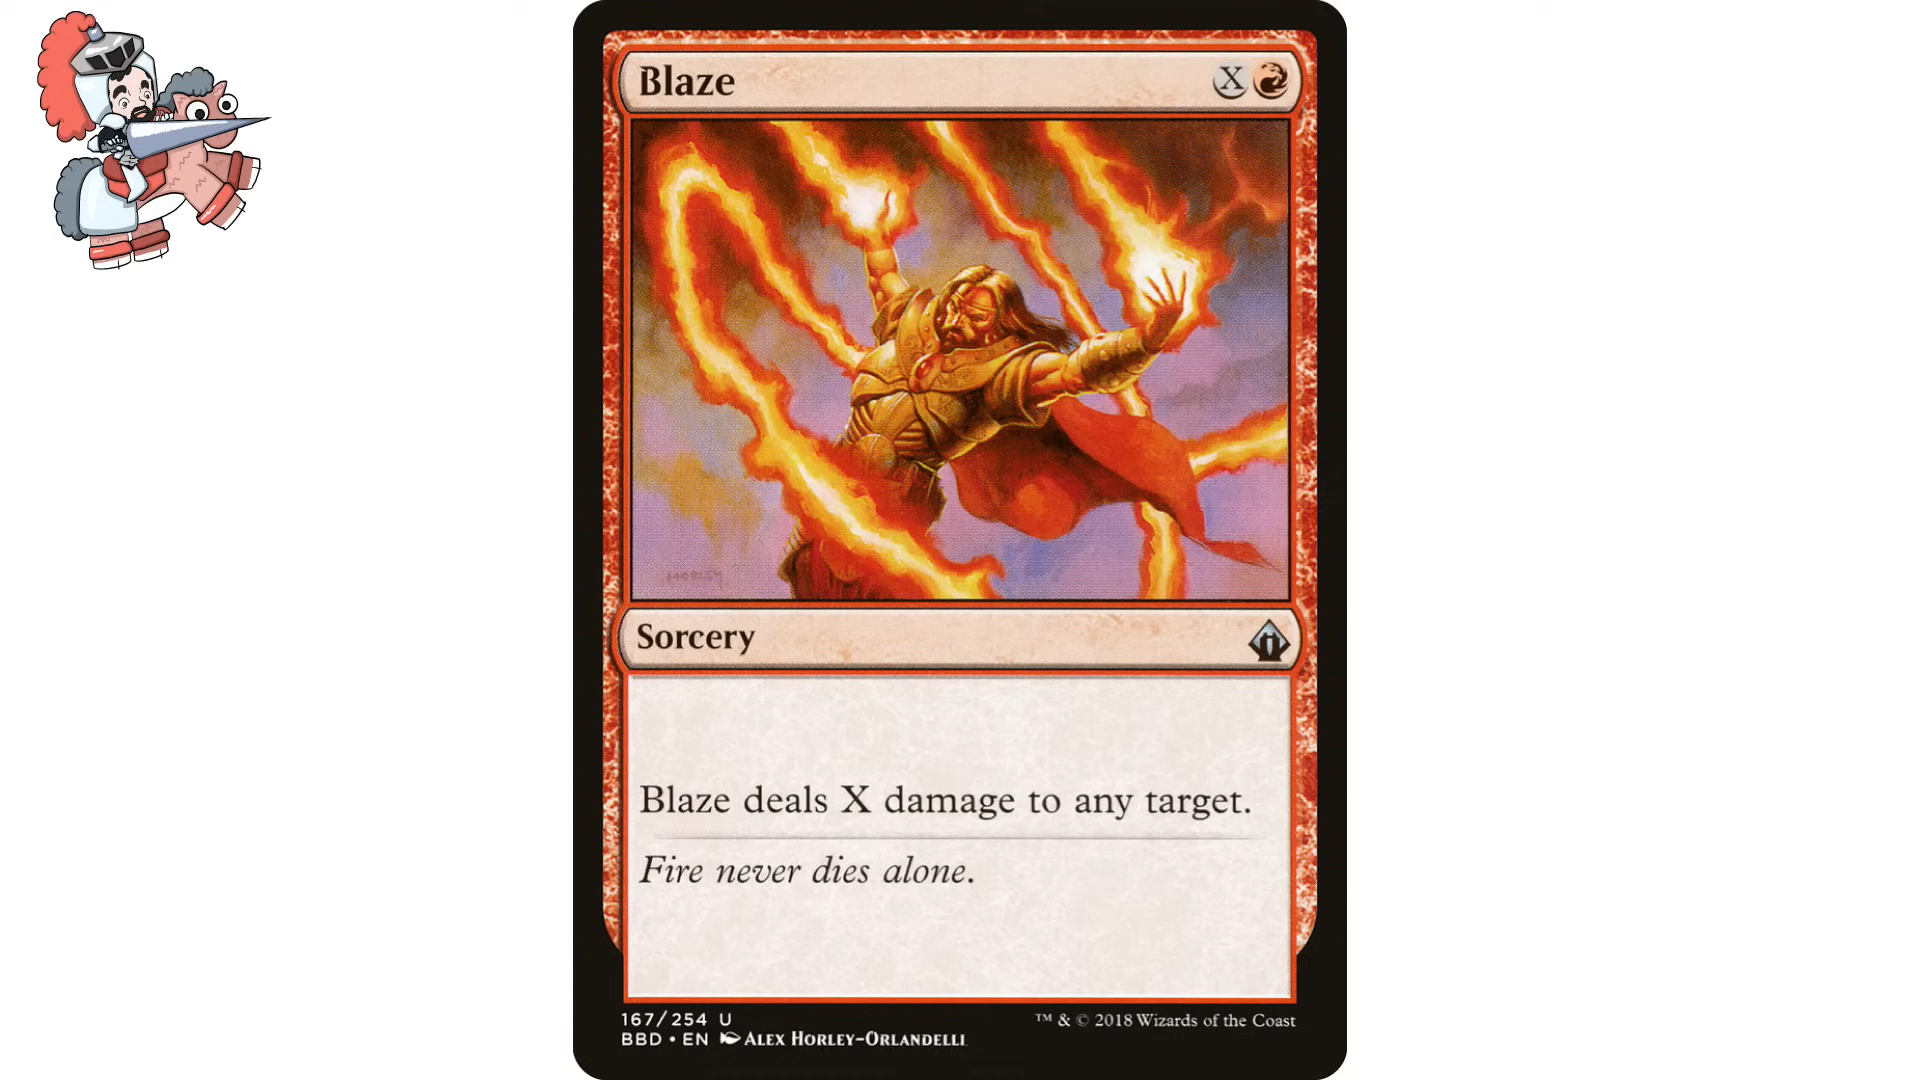 Blaze X
HORLEY
Sorcery
Blaze deals X damage to any target.
Fire never dies alone.
167/254 U
BBD • EN ALEX HORLEY-ORLANDELLI
™ & © 2018 Wizards of the Coast